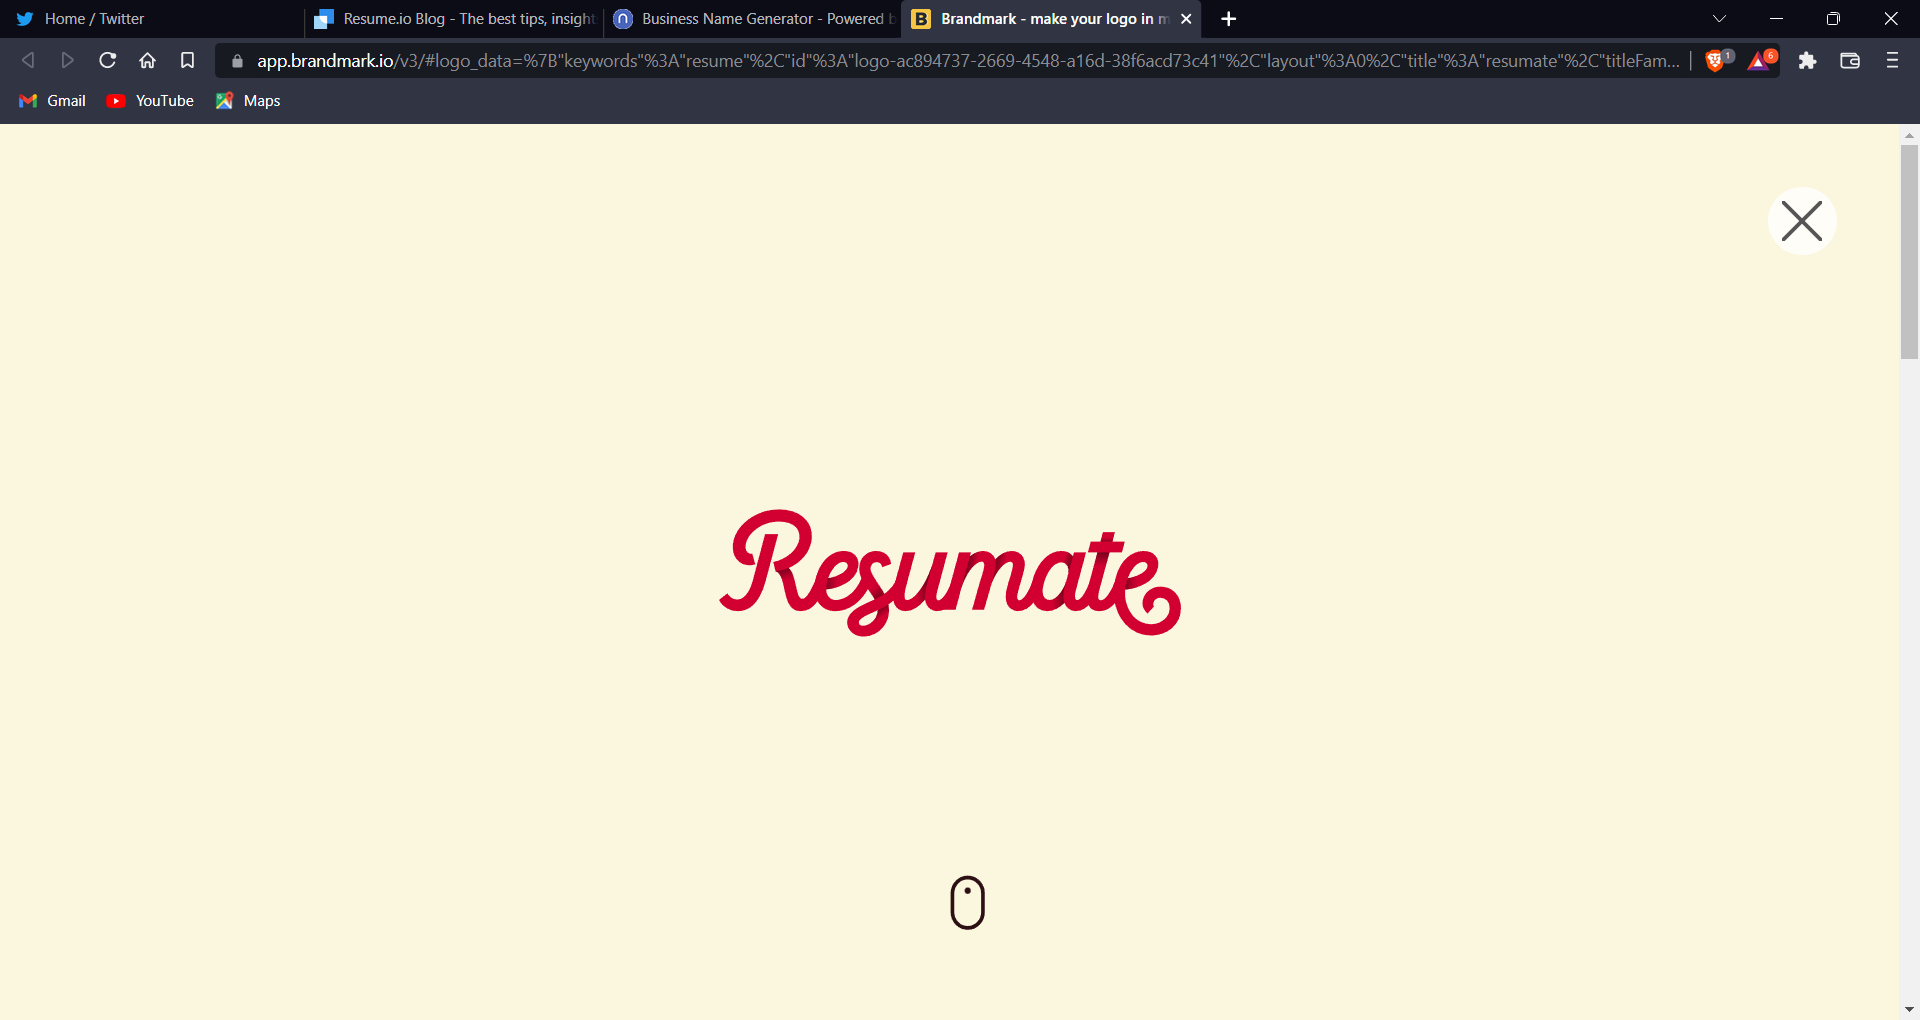 Home / Twitter
Resume.io Blog - The best tips, insight
Business Name Generator - Powered b
B Brandmark - make your logo in m
app.brandmark.io/v3/#logo_data=%7B"keywords"%3A"resume"%2C"id"%3A"logo-ac894737-2669-4548-a16d-38f6acd73c41"%2C"layout"%3A0%2C"title"%3A"resumate"%2C"titleFam...
1
6
Gmail
YouTube
Maps
Resumate